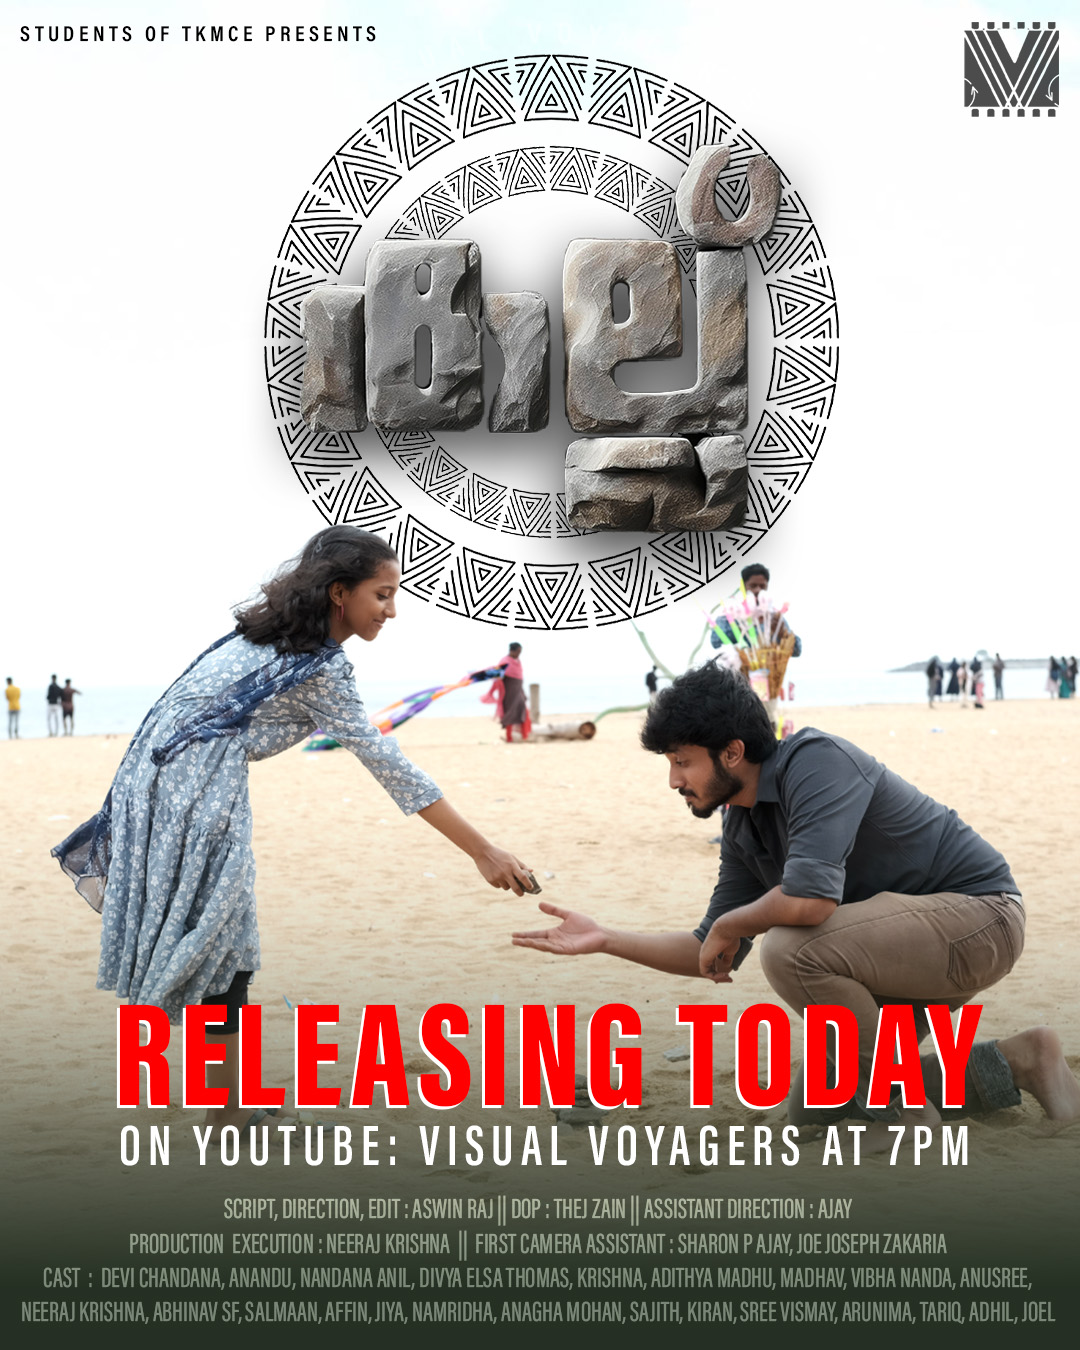 STUDENTS OF TKMCE PRESENTS
കല്ല്
RELEASING TODAY
ON YOUTUBE: VISUAL VOYAGERS AT 7PM
SCRIPT, DIRECTION, EDIT : ASWIN RAJ || DOP : THEJ ZAIN || ASSISTANT DIRECTION : AJAY
PRODUCTION EXECUTION : NEERAJ KRISHNA || FIRST CAMERA ASSISTANT : SHARON P AJAY, JOE JOSEPH ZAKARIA
CAST : DEVI CHANDANA, ANANDU, NANDANA ANIL, DIVYA ELSA THOMAS, KRISHNA, ADITHYA MADHU, MADHAV, VIBHA NANDA, ANUSREE,
NEERAJ KRISHNA, ABHINAV SF, SALMAAN, AFFIN, JIYA, NAMRIDHA, ANAGHA MOHAN, SAJITH, KIRAN, SREE VISMAY, ARUNIMA, TARIQ, ADHIL, JOEL